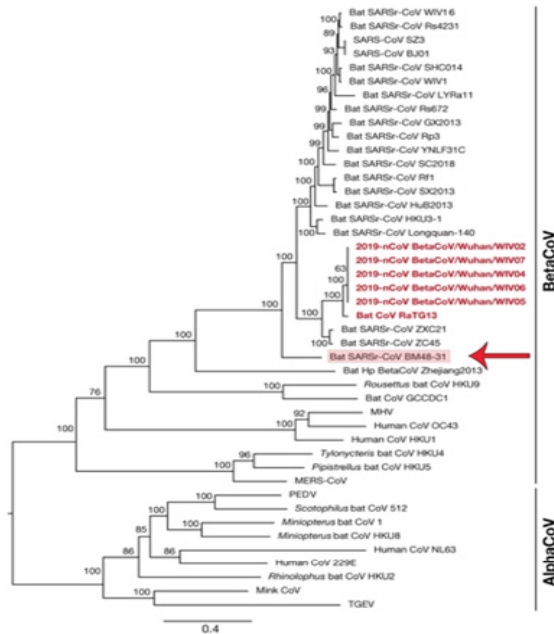 Bat SARSr-CoV WIV16
Bat SARSr-CoV Rs4231
SARS-CoV SZ3
SARS-CoV BJ01
Bat SARSr-CoV SHC014
Bat SARSr-CoV WIV1
Bat SARSr-CoV LYRa11
Bat SARSr-CoV Rs672
Bat SARSr-CoV GX2013
Bat SARSr-CoV Rp3
Bat SARSr-CoV YNLF31C
Bat SARSr-CoV SC2018
Bat SARSr-CoV Rf1
Bat SARSr-CoV SX2013
Bat SARSr-CoV HuB2013
Bat SARSr-CoV HKU3-1
Bat SARSr-CoV Longquan-140
2019-nCoV BetaCoV/Wuhan/WIV02
2019-nCoV BetaCoV/Wuhan/WIV07
2019-nCoV BetaCoV/Wuhan/WIV04
2019-nCoV BetaCoV/Wuhan/WIV06
2019-nCoV BetaCoV/Wuhan/WIV05
Bat CoV RaTG13
Bat SARSr-CoV ZXC21
Bat SARSr-CoV ZC45
Bat SARSr-CoV BM48-31
Bat Hp BetaCoV Zhejiang2013
Rousettus bat CoV HKU9
Bat CoV GCCDC1
MHV
Human CoV OC43
Human CoV HKU1
Tylonycteris bat CoV HKU4
Pipistrellus bat CoV HKU5
MERS-CoV
PEDV
Scotophilus bat CoV 512
Miniopterus bat CoV 1
Miniopterus bat CoV HKU8
Human CoV NL63
Human CoV 229E
Rhinolophus bat CoV HKU2
Mink CoV
TGEV
BetaCoV
AlphaCoV
100
89
93
100
96
99
99
99
100
100
100
100
63
100
100
100
100
100
76
100
92
100
96
100
100
100
100
85
86
86
100
100
0.4